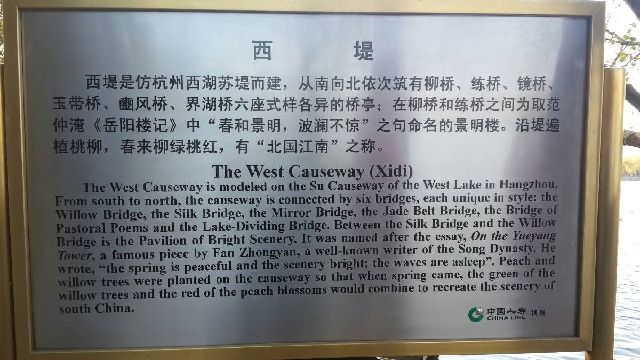 西 堤
西堤是仿杭州西湖苏堤而建，从南向北依次筑有柳桥、练桥、镜桥、
玉带桥、豳风桥、界湖桥六座式样各异的桥亭；在柳桥和练桥之间为取范
仲淹《岳阳楼记》中“春和景明，波澜不惊”之句命名的景明楼。沿堤遍
植桃柳，春来柳绿桃红，有“北国江南”之称。
The West Causeway (Xidi)
The West Causeway is modeled on the Su Causeway of the West Lake in Hangzhou.
From south to north, the causeway is connected by six bridges, each unique in style: the
Willow Bridge, the Silk Bridge, the Mirror Bridge, the Jade Belt Bridge, the Bridge of
Pastoral Poems and the Lake-Dividing Bridge. Between the Silk Bridge and the Willow
Bridge is the Pavilion of Bright Scenery. It was named after the essay, On the Yueyang
Tower, a famous piece by Fan Zhongyan, a well-known writer of the Song Dynasty. He
wrote, “the spring is peaceful and the scenery bright; the waves are asleep”. Peach and
willow trees were planted on the causeway so that when spring came, the green of the
willow trees and the red of the peach blossoms would combine to recreate the scenery of
south China.
中国人寿
CHINA LIFE